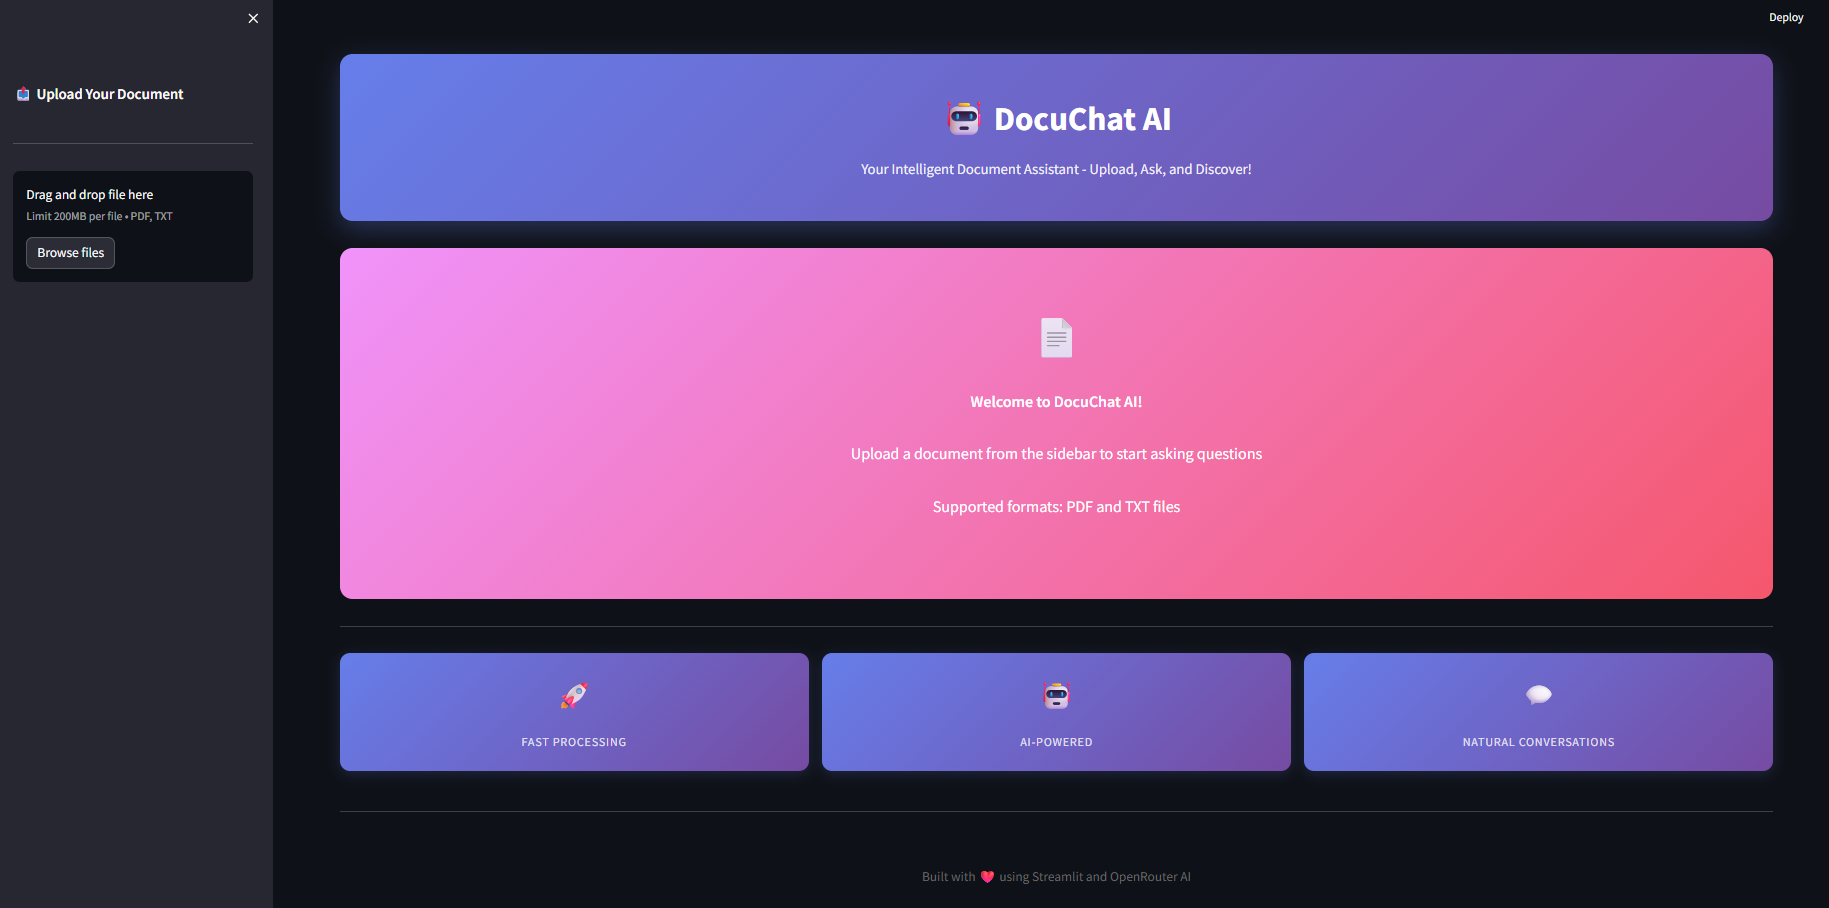 Deploy
Upload Your Document
Drag and drop file here
Limit 200MB per file • PDF, TXT
Browse files
DocuChat AI
Your Intelligent Document Assistant - Upload, Ask, and Discover!
Welcome to DocuChat AI!
Upload a document from the sidebar to start asking questions
Supported formats: PDF and TXT files
FAST PROCESSING
AI-POWERED
NATURAL CONVERSATIONS
Built with ❤️ using Streamlit and OpenRouter AI